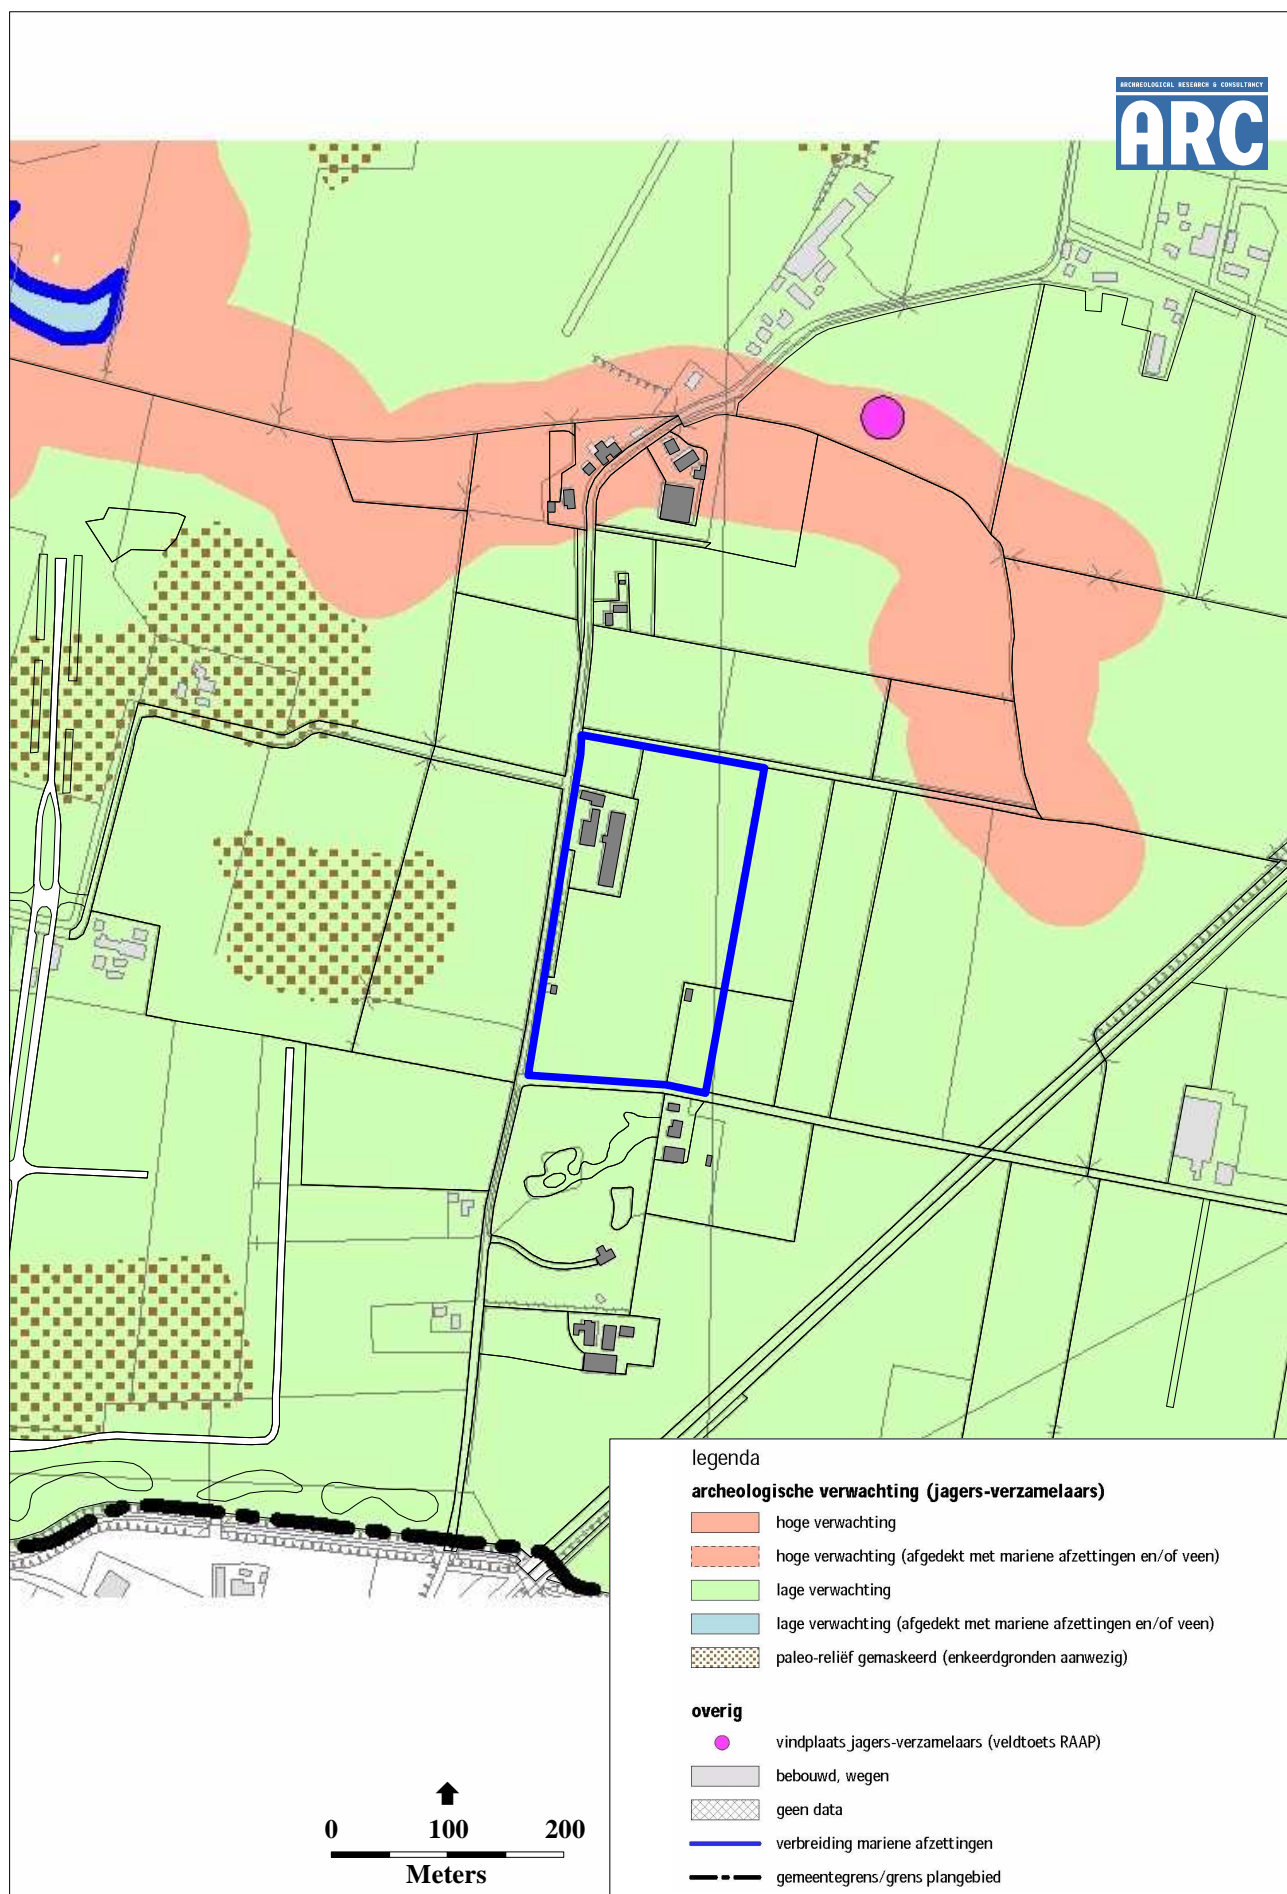 ARCHAEOLOGICAL RESEARCH & CONSULTANCY
ARC
legenda
archeologische verwachting (jagers-verzamelaars)
hoge verwachting
hoge verwachting (afgedekt met mariene afzettingen en/of veen)
lage verwachting
lage verwachting (afgedekt met mariene afzettingen en/of veen)
paleo-reliëf gemaskeerd (enkeerdgronden aanwezig)
overig
vindplaats jagers-verzamelaars (veldtoets RAAP)
bebouwd, wegen
geen data
verbreiding mariene afzettingen
gemeentegrens/grens plangebied
0 100 200
Meters